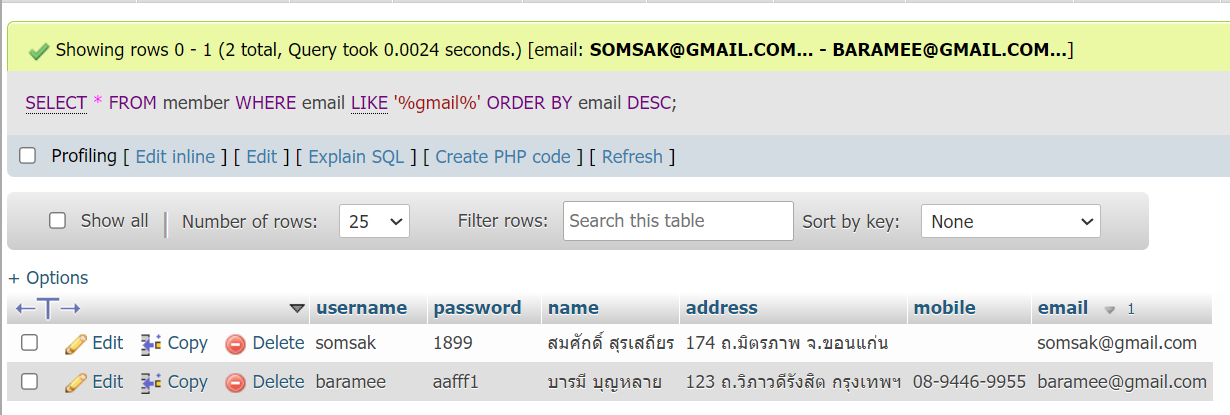 Showing rows 0 - 1 (2 total, Query took 0.0024 seconds.) [email: SOMSAK@GMAIL.COM... - BARAMEE@GMAIL.COM...]
SELECT * FROM member WHERE email LIKE '%gmail%' ORDER BY email DESC;
Profiling [ Edit inline ] [ Edit ] [ Explain SQL ] [ Create PHP code ] [ Refresh ]
Show all Number of rows: 25 Filter rows: Search this table Sort by key: None
+ Options
←T→ username password name address mobile email 1
Edit Copy Delete somsak 1899 สมศักดิ์ สุรเสถียร 174 ถ.มิตรภาพ จ.ขอนแก่น somsak@gmail.com
Edit Copy Delete baramee aafff1 บารมี บุญหลาย 123 ถ.วิภาวดีรังสิต กรุงเทพฯ 08-9446-9955 baramee@gmail.com